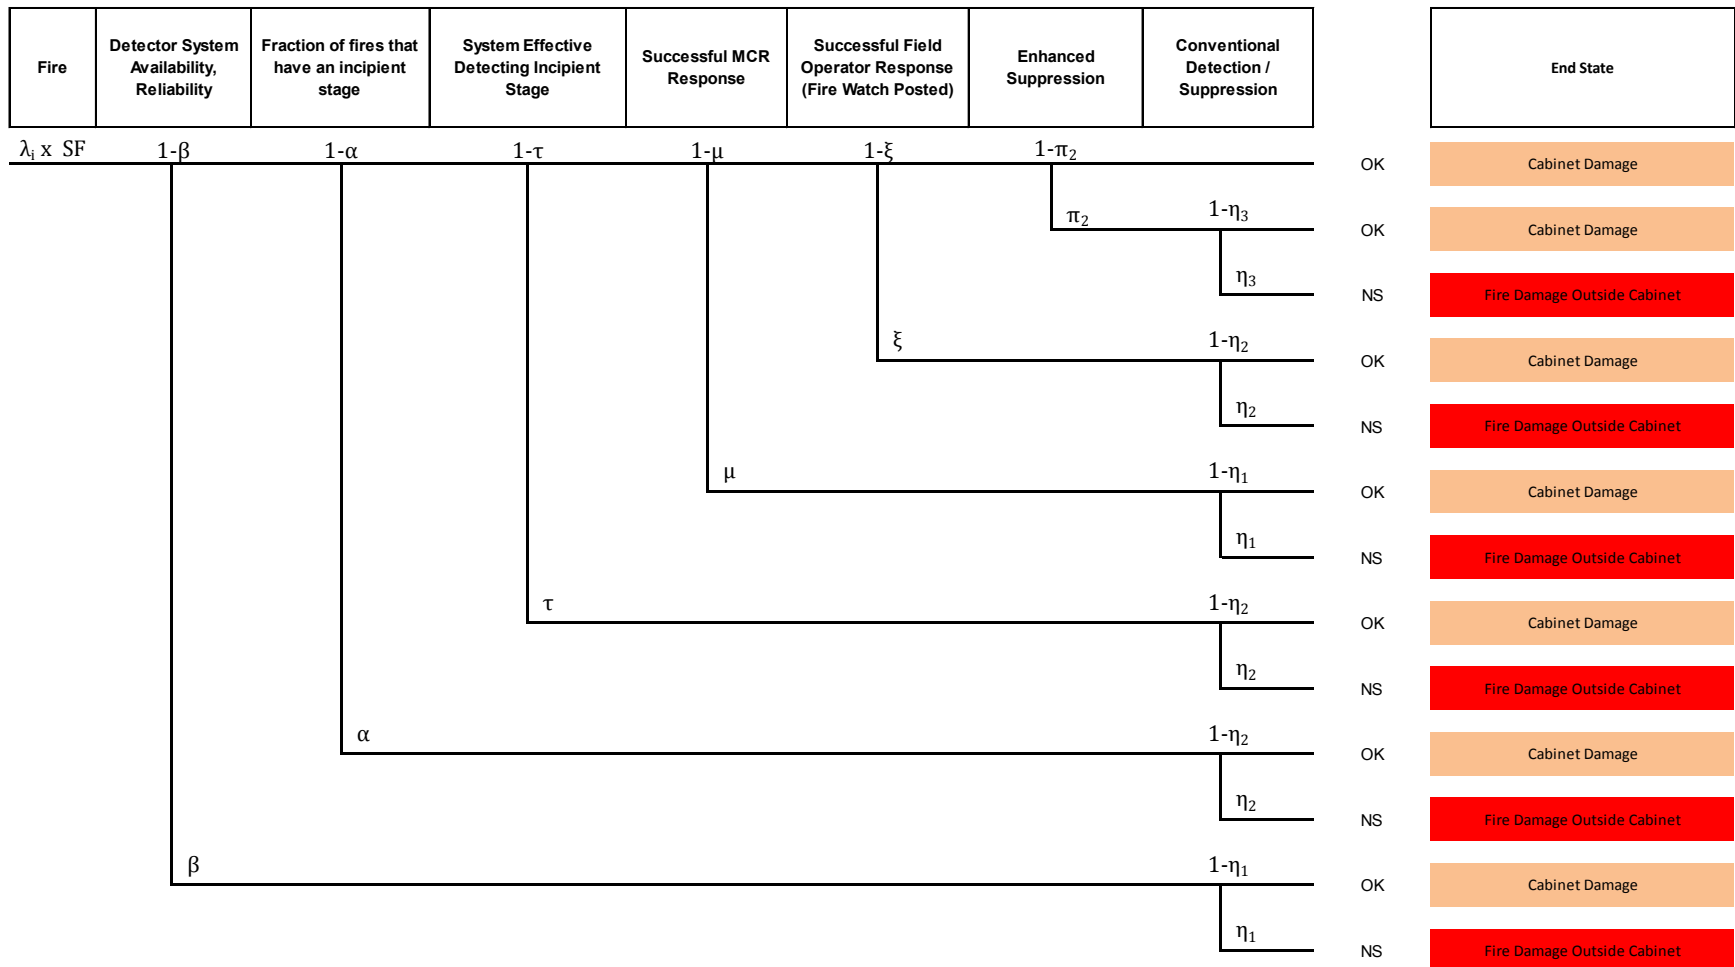 Fire
Detector System
Availability,
Reliability
Fraction of fires that
have an incipient
stage
System Effective
Detecting Incipient
Stage
Successful MCR
Response
Successful Field
Operator Response
(Fire Watch Posted)
Enhanced
Suppression
Conventional
Detection /
Suppression
End State
λi x SF
1-β
1-α
1-τ
1-μ
1-ξ
1-π2
OK
Cabinet Damage
π2
1-η3
OK
Cabinet Damage
η3
NS
Fire Damage Outside Cabinet
ξ
1-η2
OK
Cabinet Damage
η2
NS
Fire Damage Outside Cabinet
μ
1-η1
OK
Cabinet Damage
η1
NS
Fire Damage Outside Cabinet
τ
1-η2
OK
Cabinet Damage
η2
NS
Fire Damage Outside Cabinet
α
1-η2
OK
Cabinet Damage
η2
NS
Fire Damage Outside Cabinet
β
1-η1
OK
Cabinet Damage
η1
NS
Fire Damage Outside Cabinet